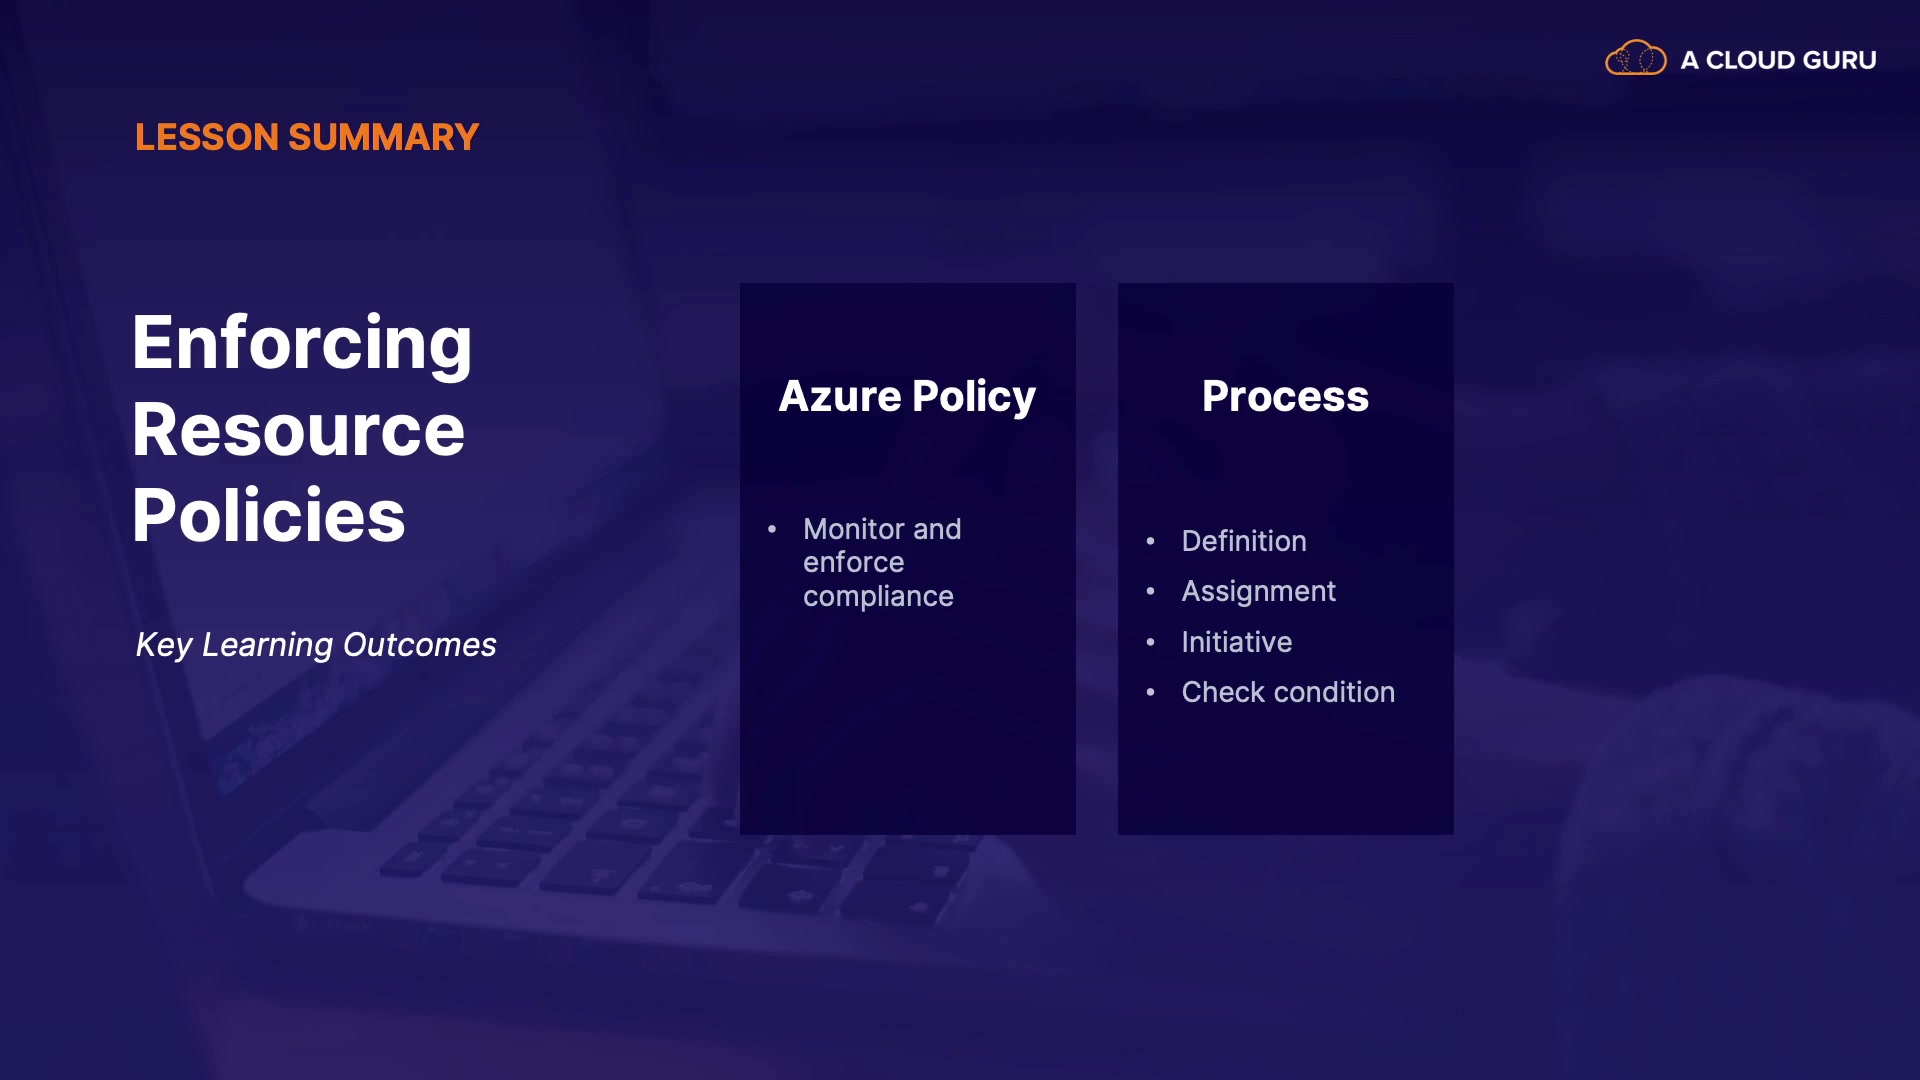 A CLOUD GURU
LESSON SUMMARY
Enforcing
Resource
Policies
Key Learning Outcomes
Azure Policy
• Monitor and
enforce
compliance
Process
• Definition
• Assignment
• Initiative
• Check condition